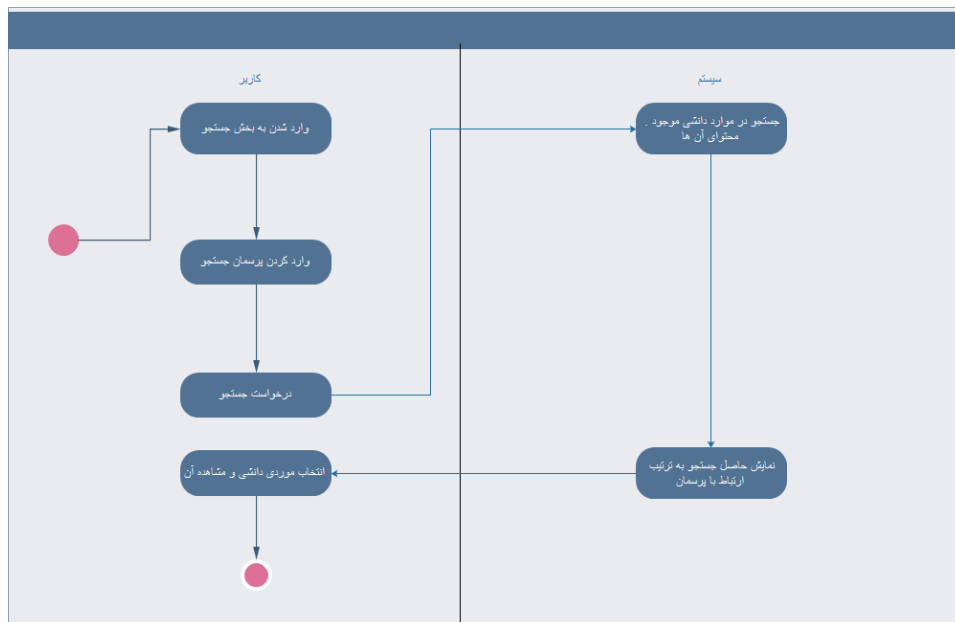 کاربر
سیستم
وارد شدن به بخش جستجو
جستجو در موارد دانشی موجود .
محتوای آن ها
وارد کردن پرسمان جستجو
درخواست جستجو
انتخاب موردی دانشی و مشاهده آن
نمایش حاصل جستجو به ترتیب
ارتباط با پرسمان